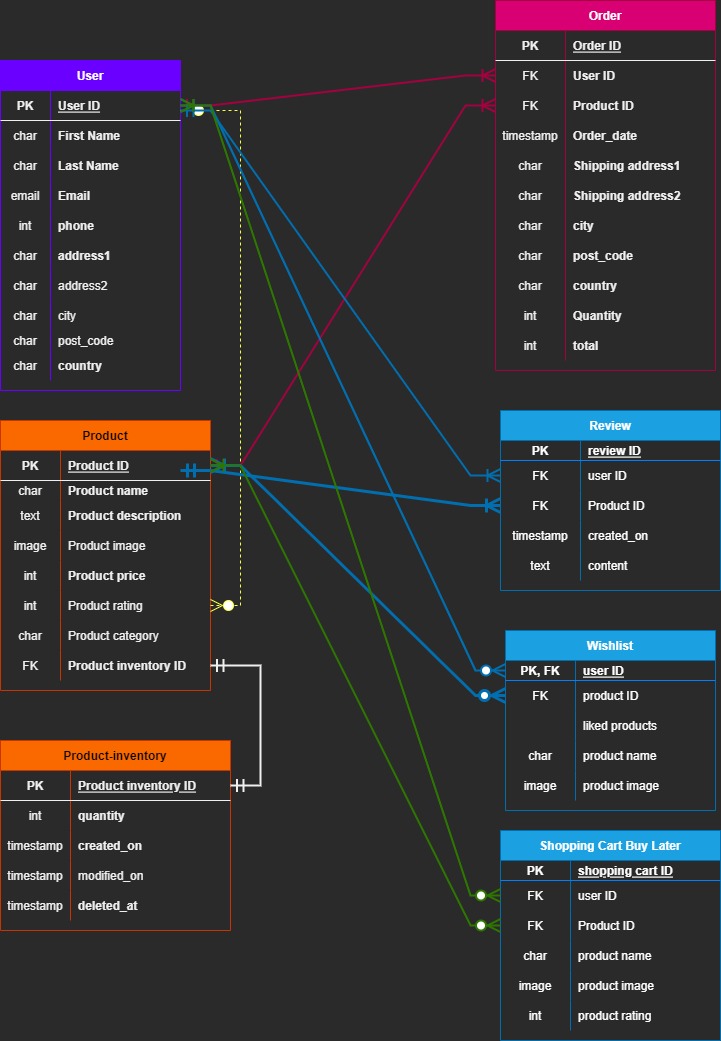 User
PK User ID
char First Name
char Last Name
email Email
int phone
char address1
char address2
char city
char post_code
char country
Product
PK Product ID
char Product name
text Product description
image Product image
int Product price
int Product rating
char Product category
FK Product inventory ID
Product-inventory
PK Product inventory ID
int quantity
timestamp created_on
timestamp modified_on
timestamp deleted_at
Order
PK Order ID
FK User ID
FK Product ID
timestamp Order_date
char Shipping address1
char Shipping address2
char city
char post_code
char country
int Quantity
int total
Review
PK review ID
FK user ID
FK Product ID
timestamp created_on
text content
Wishlist
PK, FK user ID
FK product ID
liked products
char product name
image product image
Shopping Cart Buy Later
PK shopping cart ID
FK user ID
FK Product ID
char product name
image product image
int product rating